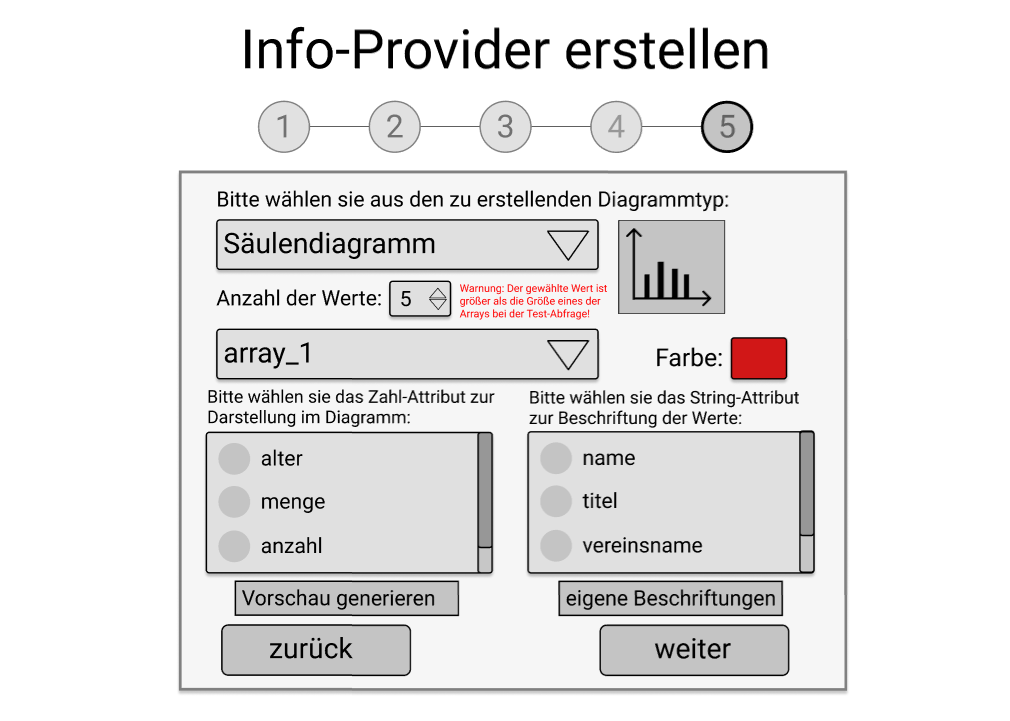 Info-Provider erstellen
1 2 3 4 5
Bitte wählen sie aus den zu erstellenden Diagrammtyp:
Säulendiagramm
Anzahl der Werte: 5
Warnung: Der gewählte Wert ist
größer als die Größe eines der
Arrays bei der Test-Abfrage!
array_1
Farbe:
Bitte wählen sie das Zahl-Attribut zur
Darstellung im Diagramm:
alter
menge
anzahl
Vorschau generieren
Bitte wählen sie das String-Attribut
zur Beschriftung der Werte:
name
titel
vereinsname
eigene Beschriftungen
zurück
weiter